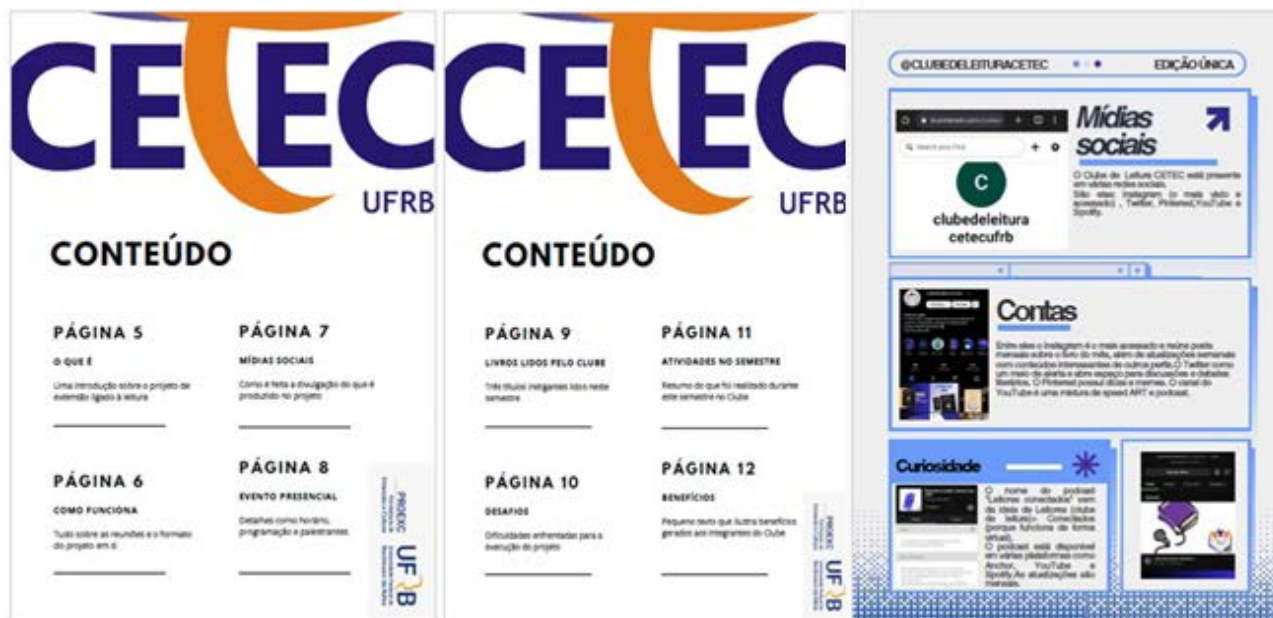 CETEC
UFRB
CONTEÚDO
PÁGINA 5
O QUE É
Uma introdução sobre o projeto de
extensão ligado à leitura
PÁGINA 7
MÍDIAS SOCIAIS
Como é feita a divulgação do que é
produzido no projeto
PÁGINA 6
COMO FUNCIONA
Tudo sobre as reuniões e o formato
do projeto em si
PÁGINA 8
EVENTO PRESENCIAL
Detalhes como horário,
programação e palestrantes
PROEXC
UFRB
CETEC
UFRB
CONTEÚDO
PÁGINA 9
LIVROS LIDOS PELO CLUBE
Três títulos instigantes lidos neste
semestre
PÁGINA 11
ATIVIDADES NO SEMESTRE
Resumo do que foi realizado durante
este semestre no Clube
PÁGINA 10
DESAFIOS
Dificuldades enfrentadas para a
execução do projeto
PÁGINA 12
BENEFÍCIOS
Pequeno texto que ilustra benefícios
gerados aos integrantes do Clube
PROEXC
UFRB
@CLUBEDELEITURACETEC
EDIÇÃO ÚNICA
C
clubedeleitura
cetecufrb
Mídias
sociais
O Clube de Leitura CETEC está presente
em várias redes sociais.
São elas: Instagram (o mais visto e
acessado) , Twitter, Pinterest,YouTube e
Spotify.
Contas
Entre eles o Instagram é o mais acessado e reúne posts
mensais sobre o livro do mês, além de atualizações semanais
com conteúdos interessantes de outros perfis.O Twitter como
um meio de alerta e abre espaço para discussões e debates
literários. O Pinterest possui dicas e memes. O canal do
YouTube é uma mistura de speed ART e podcast.
Curiosidade
O nome do podcast
"Leitores conectados" vem
da ideia de Leitores (clube
de leitura)+ Conectados
(porque funciona de forma
virtual).
O podcast está disponível
em várias plataformas como
Anchor, YouTube e
Spotify.As atualizações são
mensais.